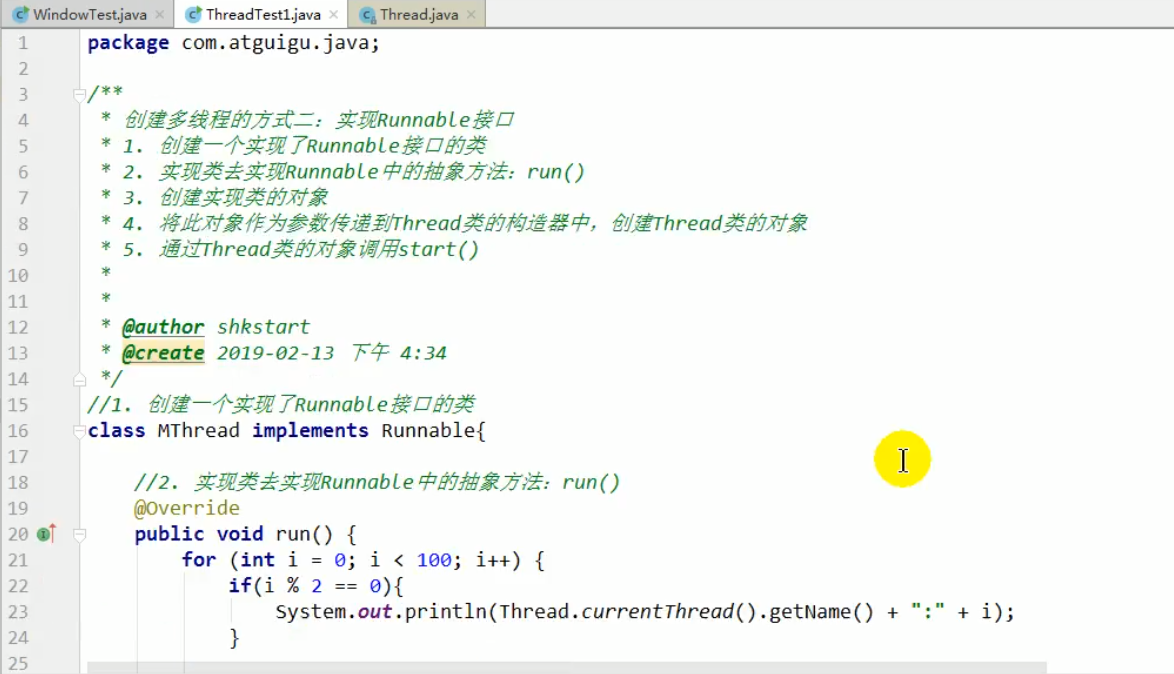 WindowTest.java × ThreadTest1.java × Thread.java ×
1 package com.atguigu.java;
2
3 /**
4 * 创建多线程的方式二：实现Runnable接口
5 * 1. 创建一个实现了Runnable接口的类
6 * 2. 实现类去实现Runnable中的抽象方法：run()
7 * 3. 创建实现类的对象
8 * 4. 将此对象作为参数传递到Thread类的构造器中，创建Thread类的对象
9 * 5. 通过Thread类的对象调用start()
10 *
11 *
12 * @author shkstart
13 * @create 2019-02-13 下午 4:34
14 */
15 //1. 创建一个实现了Runnable接口的类
16 class MThread implements Runnable{
17
18 //2. 实现类去实现Runnable中的抽象方法：run()
19 @Override
20 public void run() {
21 for (int i = 0; i < 100; i++) {
22 if(i % 2 == 0){
23 System.out.println(Thread.currentThread().getName() + ":" + i);
24 }
25